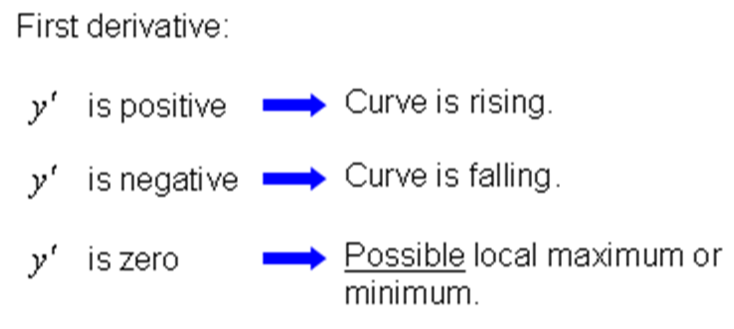 First derivative:
y' is positive Curve is rising.
y' is negative Curve is falling.
y' is zero Possible local maximum or
minimum.